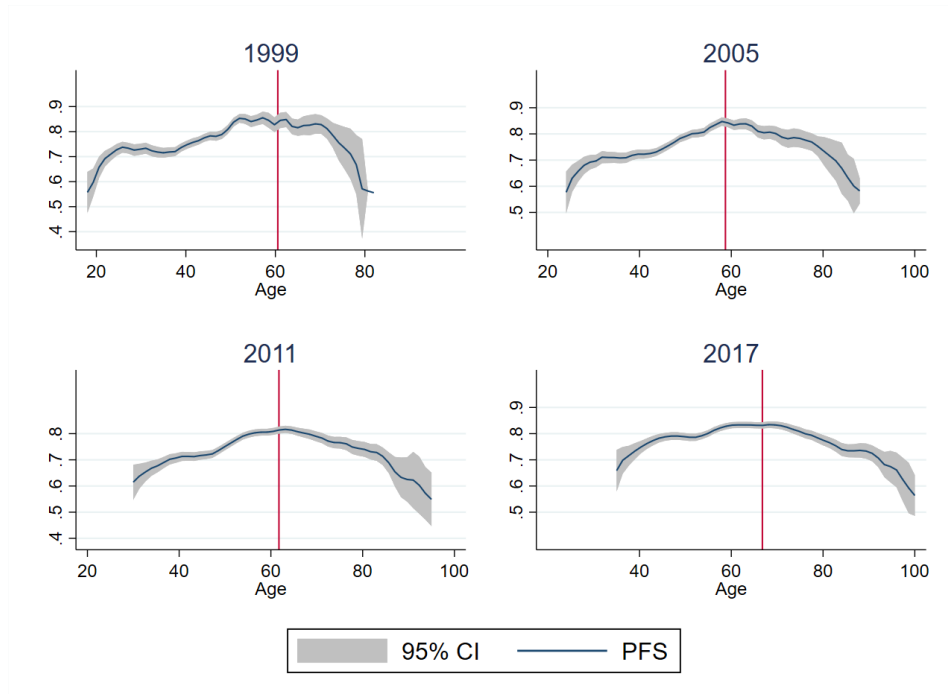 1999
.4 .5 .6 .7 .8 .9
20 40 60 80
Age
2005
.5 .6 .7 .8 .9
20 40 60 80 100
Age
2011
.4 .5 .6 .7 .8
20 40 60 80 100
Age
2017
.5 .6 .7 .8 .9
40 60 80 100
Age
95% CI PFS